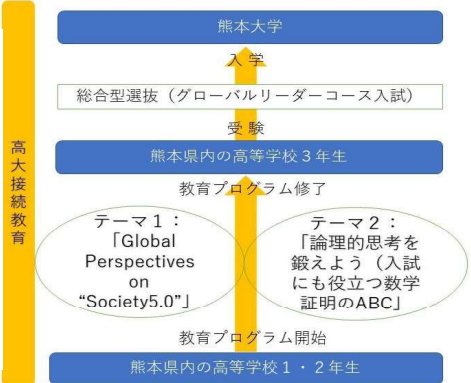 熊本大学
入 学
総合型選抜（グローバルリーダーコース入試）
受 験
熊本県内の高等学校３年生
教育プログラム修了
テーマ１：
「Global
Perspectives
on
“Society5.0”」
テーマ２：
「論理的思考を
鍛えよう（入試
にも役立つ数学
証明のABC」
教育プログラム開始
熊本県内の高等学校１・２年生
高大接続教育